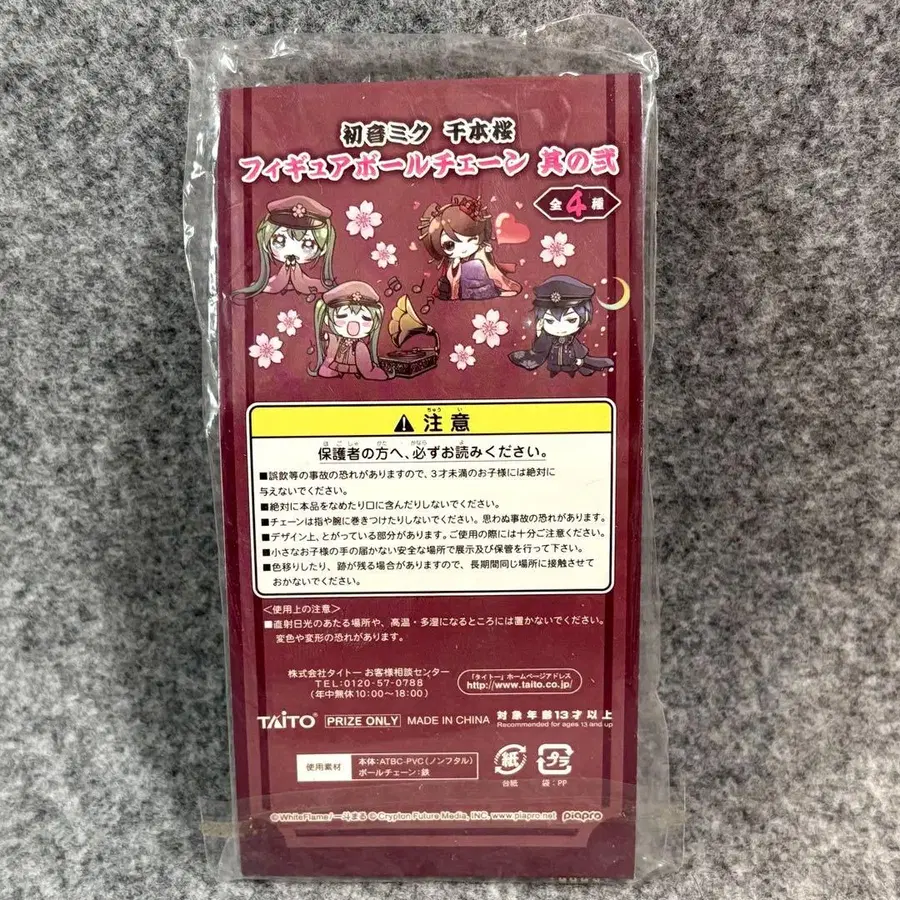 初音ミク 千本桜
フィギュアボールチェーン 其の弐
全4種
⚠注意
ちゅう い
保護者の方へ、必ずお読みください。
ほ ご しゃ かた かなら よ
■誤飲等の事故の恐れがありますので、3才未満のお子様には絶対に
与えないでください。
■絶対に本品をなめたり口に含んだりしないでください。
■チェーンは指や腕に巻きつけたりしないでください。思わぬ事故の恐れがあります。
■デザイン上、とがっている部分があります。ご使用の際には十分ご注意ください。
■小さなお子様の手の届かない安全な場所で展示及び保管を行って下さい。
■色移りしたり、跡が残る場合がありますので、長期間同じ場所に接触させて
おかないでください。
<使用上の注意>
■直射日光のあたる場所や、高温・多湿になるところには置かないでください。
変色や変形の恐れがあります。
株式会社タイトー お客様相談センター
TEL:0120-57-0788
(年中無休10:00~18:00)
「タイトー」ホームページアドレス
http://www.taito.co.jp/
TAITO PRIZE ONLY MADE IN CHINA 対象年齢13才以上
Recommended for ages 13 and up
使用素材
本体:ATBC-PVC(ノンフタル)
ボールチェーン:鉄
紙
台紙
プラ
袋:PP
©WhiteFlame/一斗まる © Crypton Future Media, INC. www.piapro.net piapro